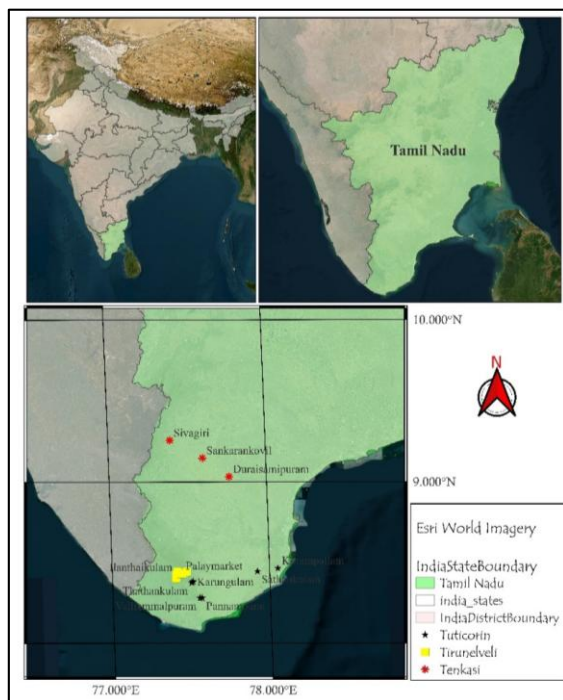 Tamil Nadu
10.000°N
N
Sivagiri
Sankarankovil
Duraisamipuram
9.000°N
Palaymarket
Karungulam
77.000°E
78.000°E
Esri World Imagery
IndiaStateBoundary
Tamil Nadu
india_states
IndiaDistrictBoundary
Tuticorin
Tirunelveli
Tenkasi